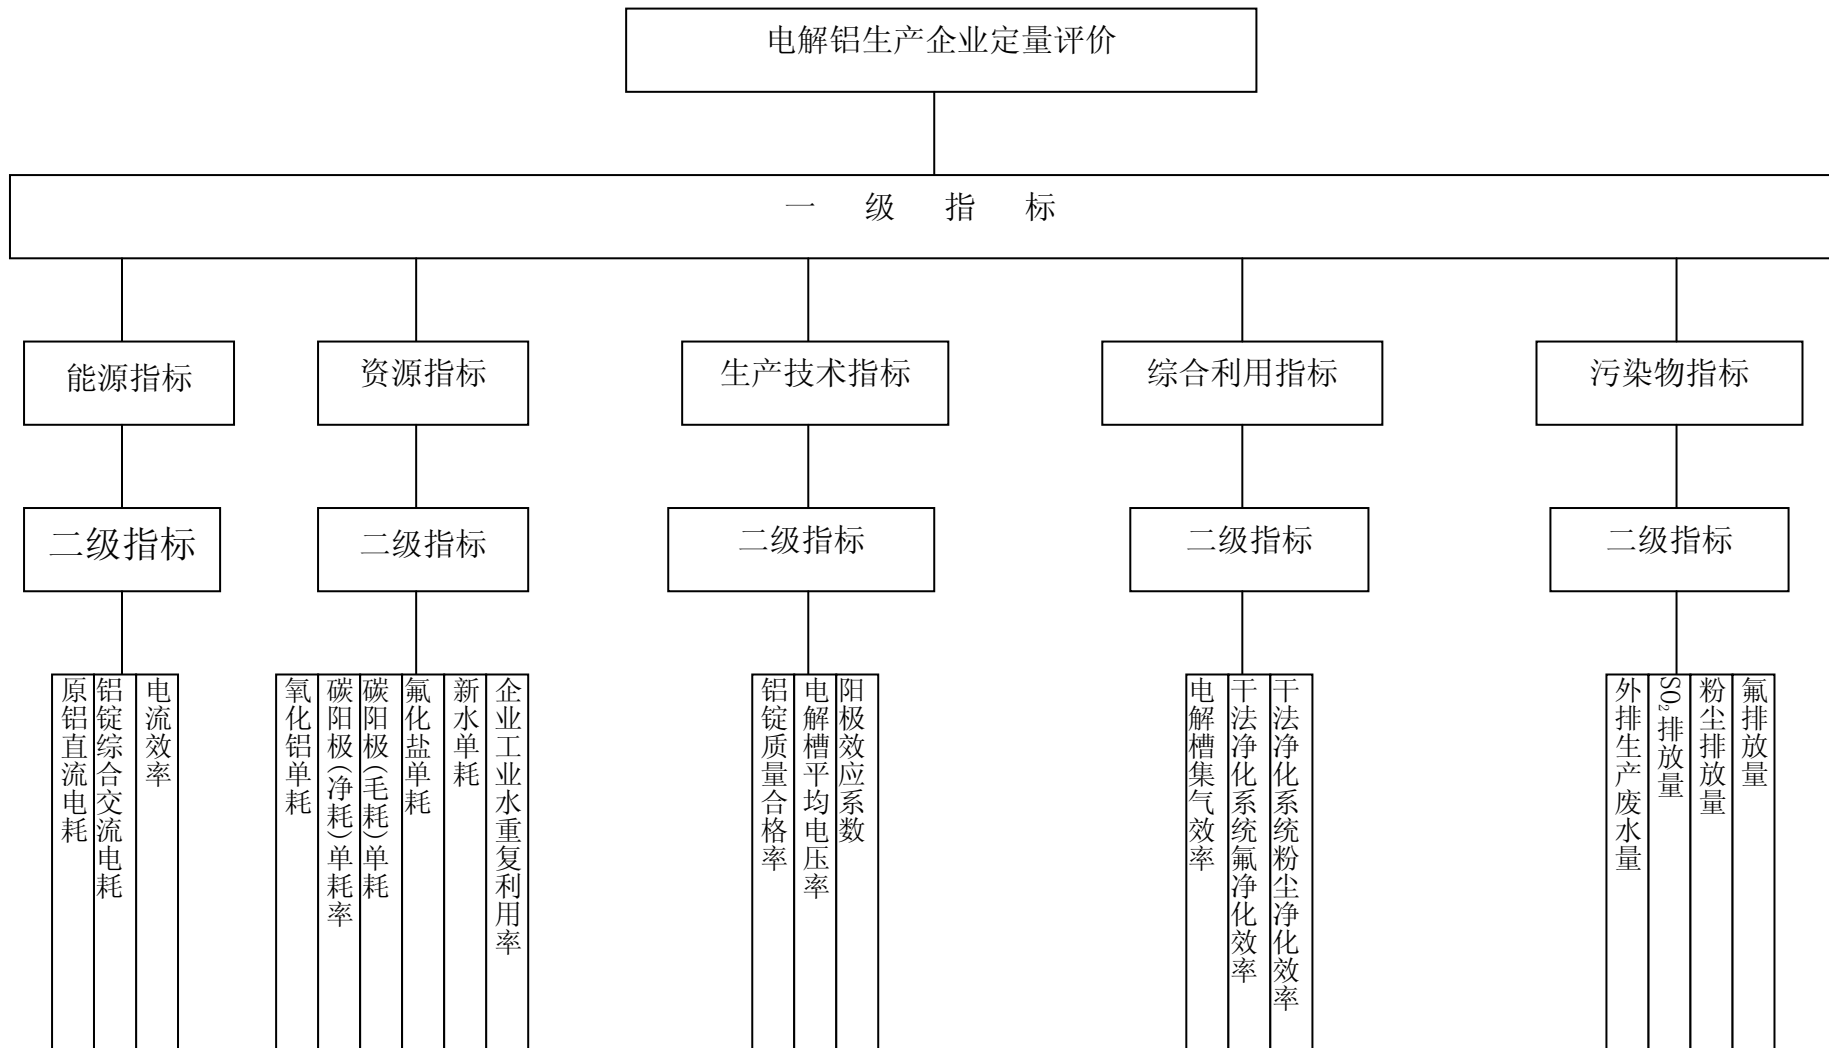 电解铝生产企业定量评价
一 级 指 标
能源指标
资源指标
生产技术指标
综合利用指标
污染物指标
二级指标
二级指标
二级指标
二级指标
二级指标
原铝直流电耗
铝锭综合交流电耗
电流效率
氧化铝单耗
碳阳极(净耗)单耗率
碳阳极(毛耗)单耗
氟化盐单耗
新水单耗
企业工业水重复利用率
铝锭质量合格率
电解槽平均电压率
阳极效应系数
电解槽集气效率
干法净化系统氟净化效率
干法净化系统粉尘净化效率
外排生产废水量
SO₂排放量
粉尘排放量
氟排放量